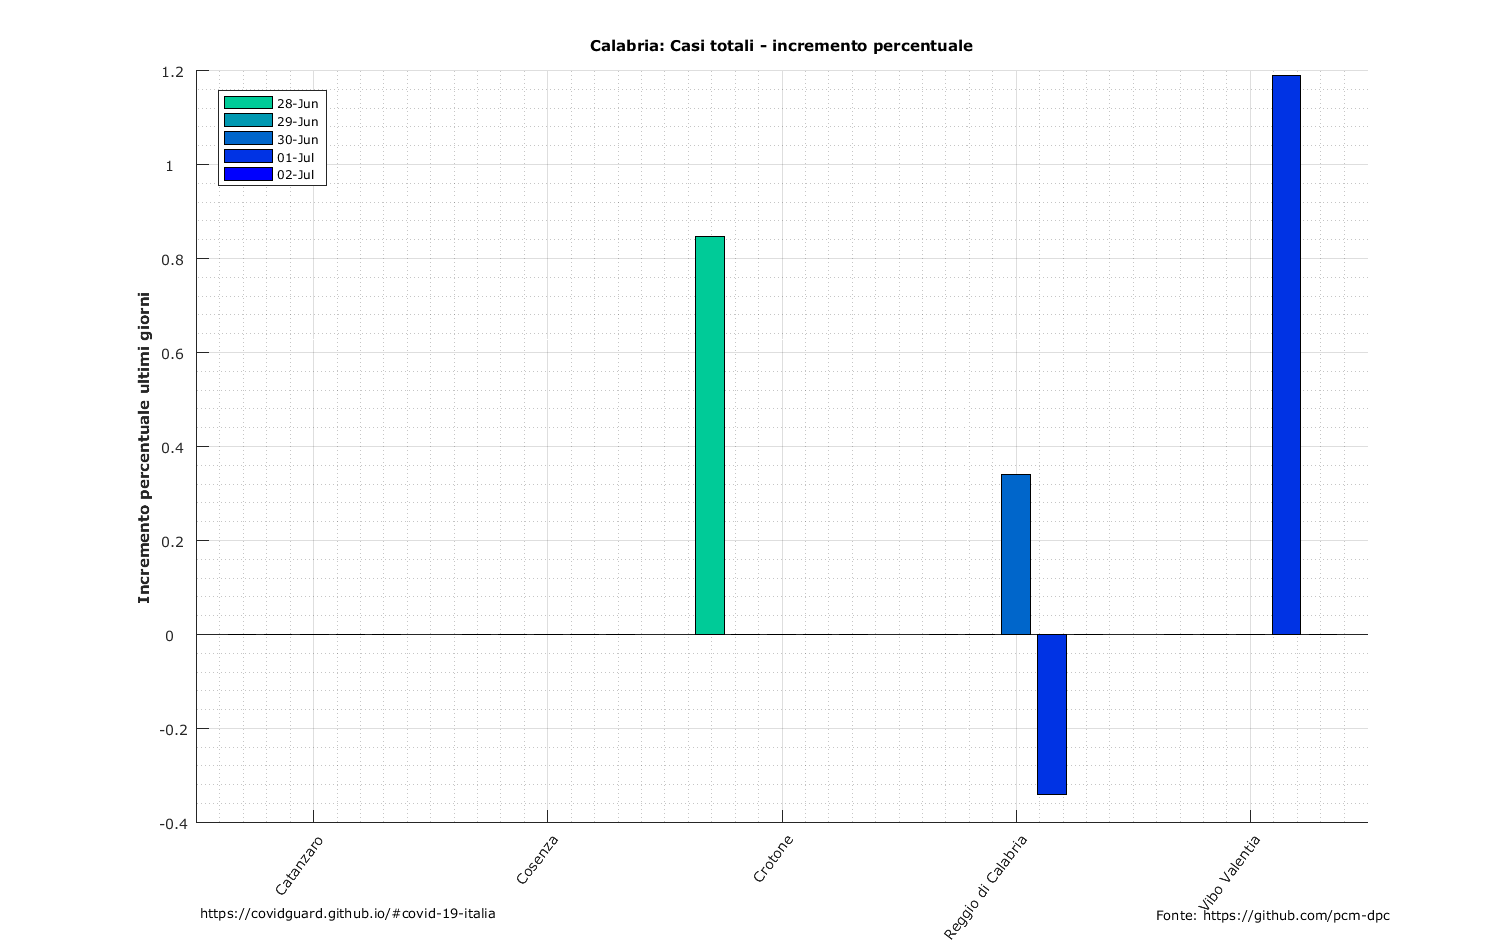 Calabria: Casi totali - incremento percentuale
Incremento percentuale ultimi giorni
1.2
1
0.8
0.6
0.4
0.2
0
-0.2
-0.4
28-Jun
29-Jun
30-Jun
01-Jul
02-Jul
Catanzaro
Cosenza
Crotone
Reggio di Calabria
Vibo Valentia
https://covidguard.github.io/#covid-19-italia
Fonte: https://github.com/pcm-dpc